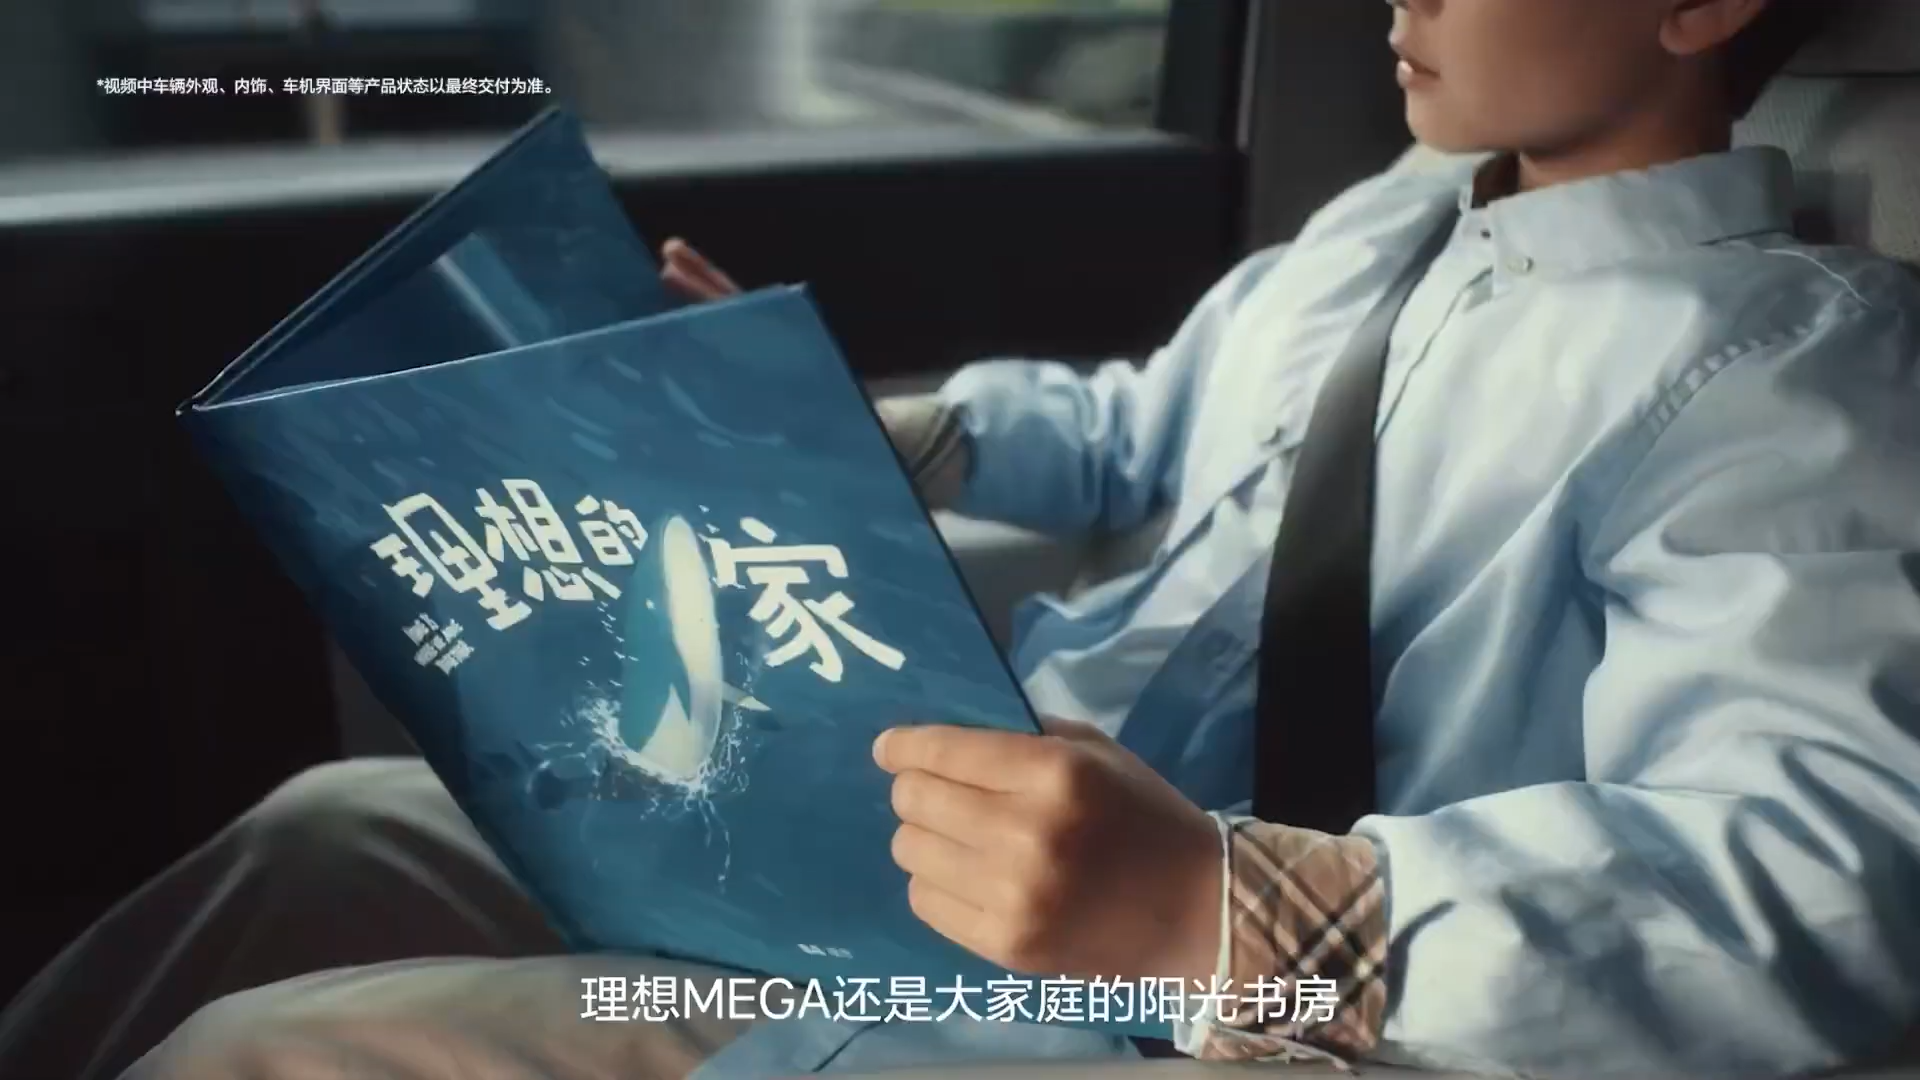 *视频中车辆外观、内饰、车机界面等产品状态以最终交付为准。
理想的家
理想MEGA还是大家庭的阳光书房